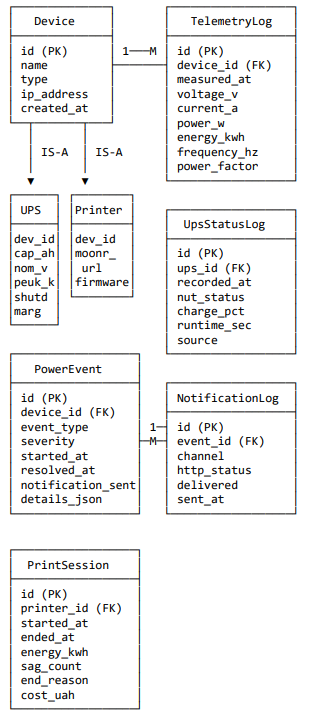 Device
id (PK)
name
type
ip_address
created_at
1 M
TelemetryLog
id (PK)
device_id (FK)
measured_at
voltage_v
current_a
power_w
energy_kwh
frequency_hz
power_factor
IS-A
IS-A
UPS
dev_id
cap_ah
nom_v
peuk_k
shutd
marg
Printer
dev_id
moonr_
url
firmware
UpsStatusLog
id (PK)
ups_id (FK)
recorded_at
nut_status
charge_pct
runtime_sec
source
PowerEvent
id (PK)
device_id (FK)
event_type
severity
started_at
resolved_at
notification_sent
details_json
1
M
NotificationLog
id (PK)
event_id (FK)
channel
http_status
delivered
sent_at
PrintSession
id (PK)
printer_id (FK)
started_at
ended_at
energy_kwh
sag_count
end_reason
cost_uah